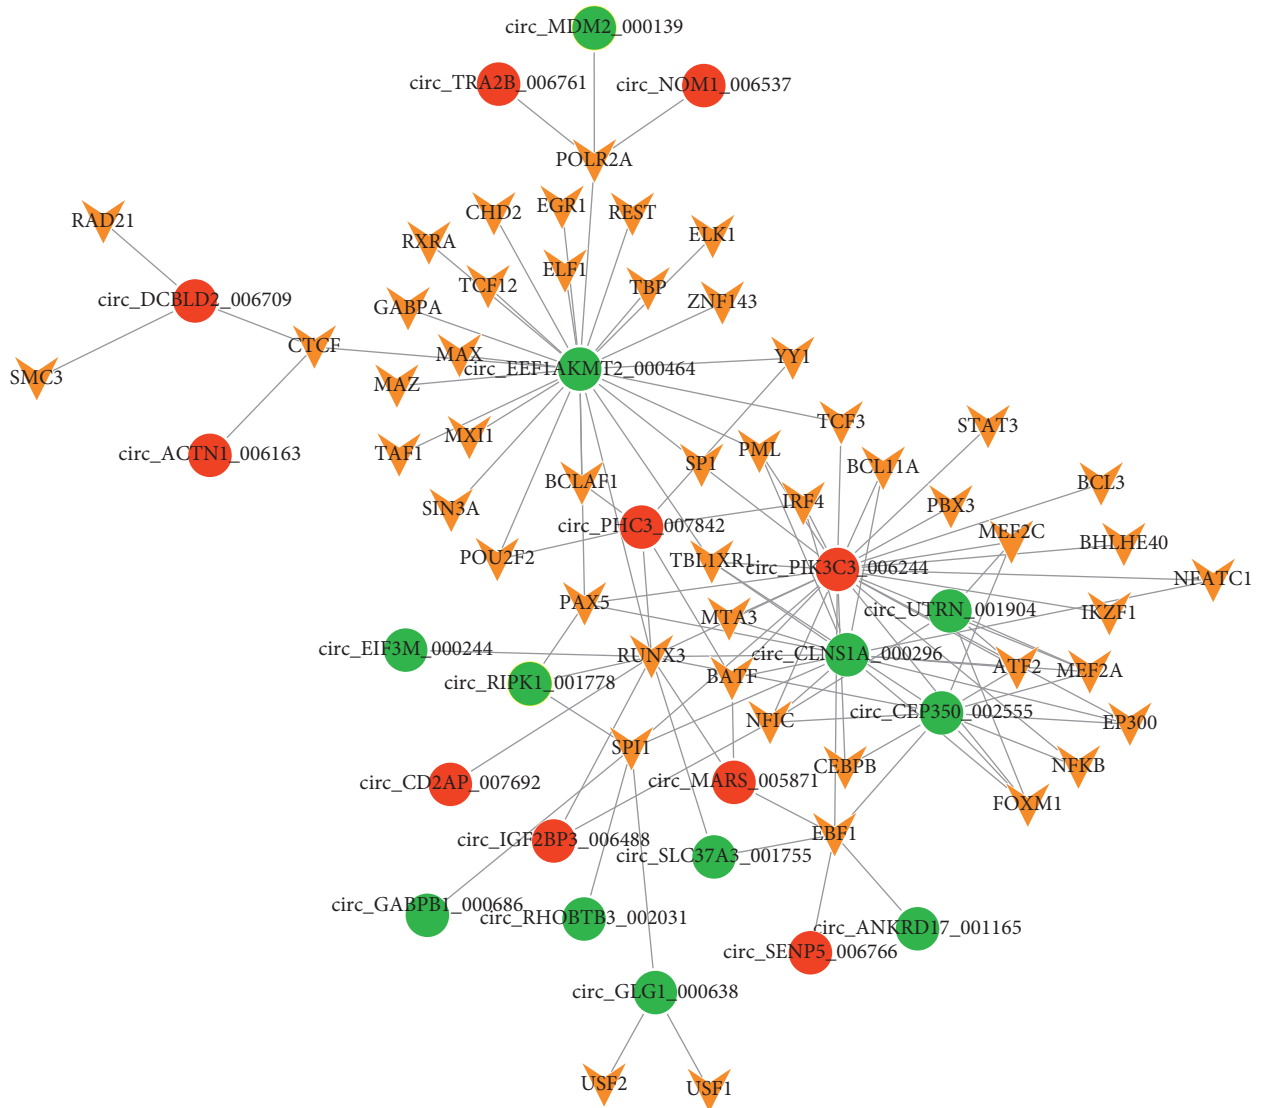 circ_MDM2_000139
circ_TRA2B_006761
circ_NOM1_006537
POLR2A
RAD21
CHD2
EGR1
REST
RXRA
ELK1
TCF12
ELF1
TBP
circ_DCBLD2_006709
GABPA
ZNF143
CTCF
MAX
YY1
circ_EEF1AKMT2_000464
SMC3
MAZ
TCF3
STAT3
circ_ACTN1_006163
TAF1
MXI1
SP1
PML
BCL11A
BCLAF1
BCL3
SIN3A
IRF4
PBX3
circ_PHC3_007842
MEF2C
BHLHE40
POU2F2
TBL1XR1
circ_PIK3C3_006244
NFATC1
PAX5
MTA3
circ_UTRN_001904
IKZF1
circ_EIF3M_000244
RUNX3
circ_CLNS1A_000296
circ_RIPK1_001778
BATF
ATF2
MEF2A
NFIC
circ_CEP350_002555
EP300
SPI1
circ_CD2AP_007692
circ_MARS_005871
CEBPB
NFKB
FOXM1
circ_IGF2BP3_006488
EBF1
circ_SLC37A3_001755
circ_GABPB1_000686
circ_RHOBTB3_002031
circ_ANKRD17_001165
circ_SENP5_006766
circ_GLG1_000638
USF2
USF1